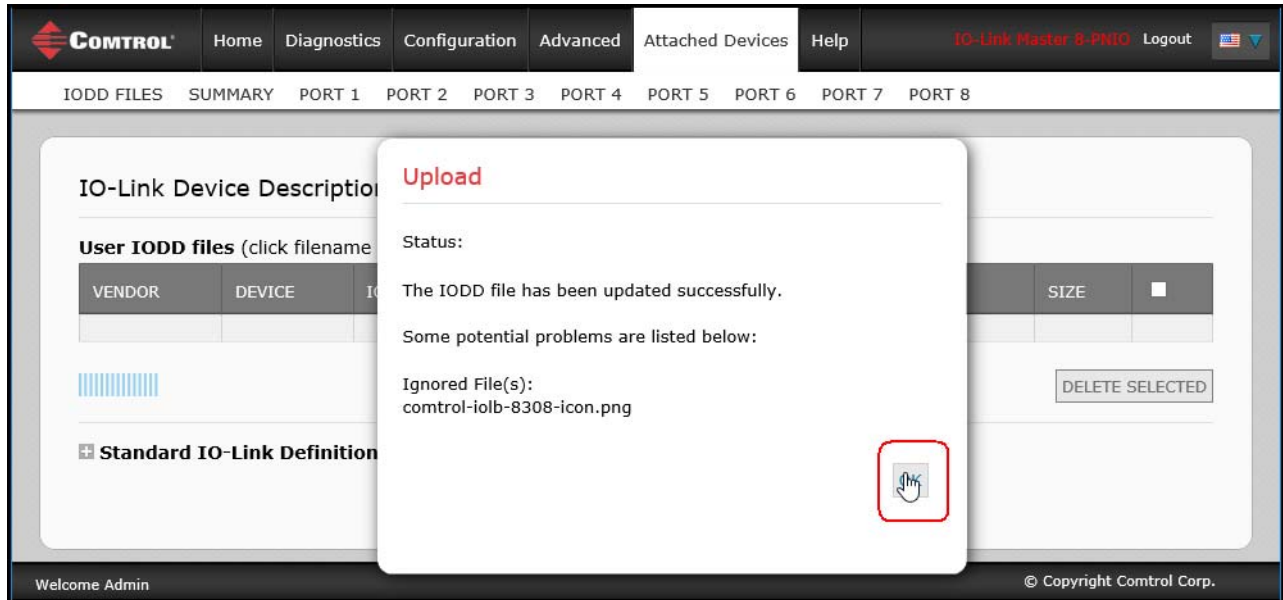 COMTROL Home Diagnostics Configuration Advanced Attached Devices Help IO-Link Master 8-PNIO Logout
IODD FILES SUMMARY PORT 1 PORT 2 PORT 3 PORT 4 PORT 5 PORT 6 PORT 7 PORT 8
IO-Link Device
User IODD files (click filename
VENDOR DEVICE SIZE
DELETE SELECTED
Standard IO-Link Definition
Upload
Status:
The IODD file has been updated successfully.
Some potential problems are listed below:
Ignored File(s):
comtrol-iolb-8308-icon.png
Welcome Admin © Copyright Comtrol Corp.